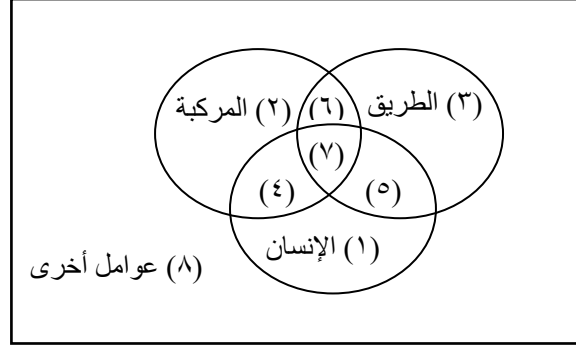 (٣) الطريق (٦) (٢) المركبة
(٧)
(٥) (٤)
(١) الإنسان
(٨) عوامل أخرى